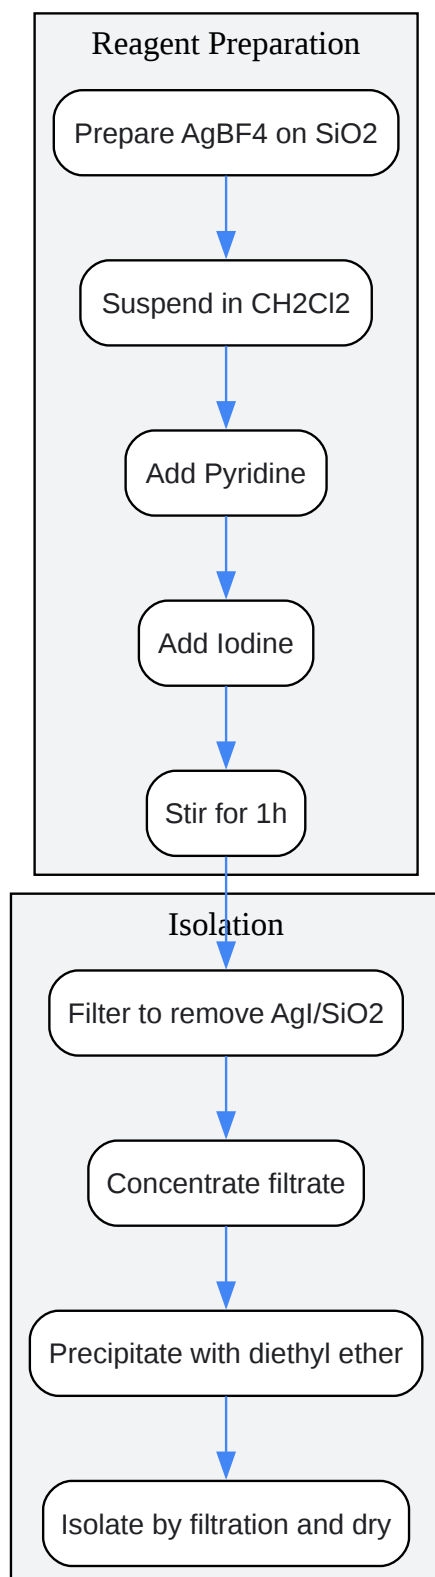 Reagent Preparation
Prepare AgBF4 on SiO2
Suspend in CH2Cl2
Add Pyridine
Add Iodine
Stir for 1h
Isolation
Filter to remove AgI/SiO2
Concentrate filtrate
Precipitate with diethyl ether
Isolate by filtration and dry